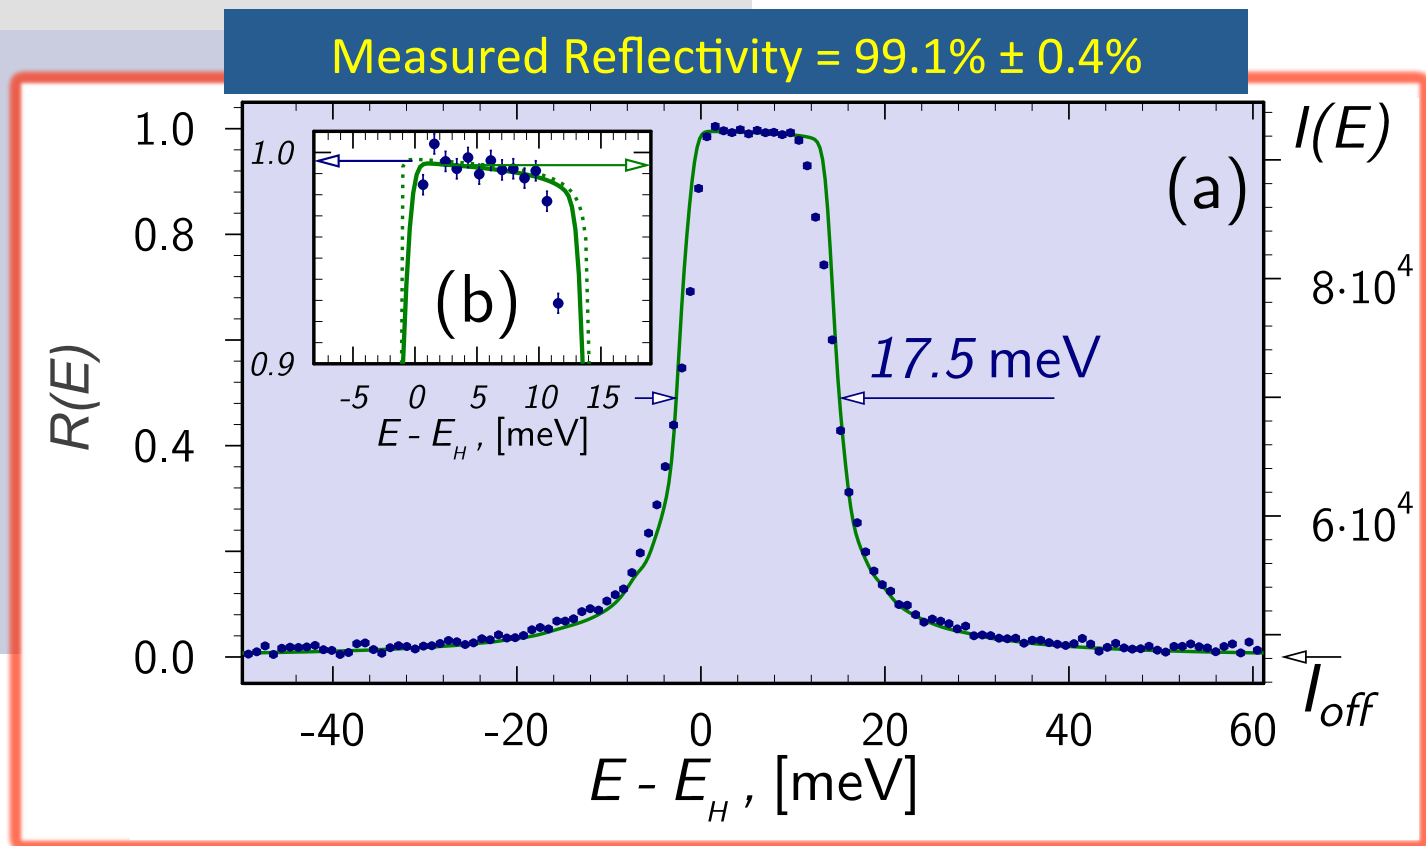 Measured Reflectivity = 99.1% ± 0.4%
R(E)
1.0
0.8
0.4
0.0
I(E)
8·10⁴
6·10⁴
I_off
(a)
17.5 meV
1.0
0.9
(b)
-5 0 5 10 15
E - E_H , [meV]
-40 -20 0 20 40 60
E - E_H , [meV]